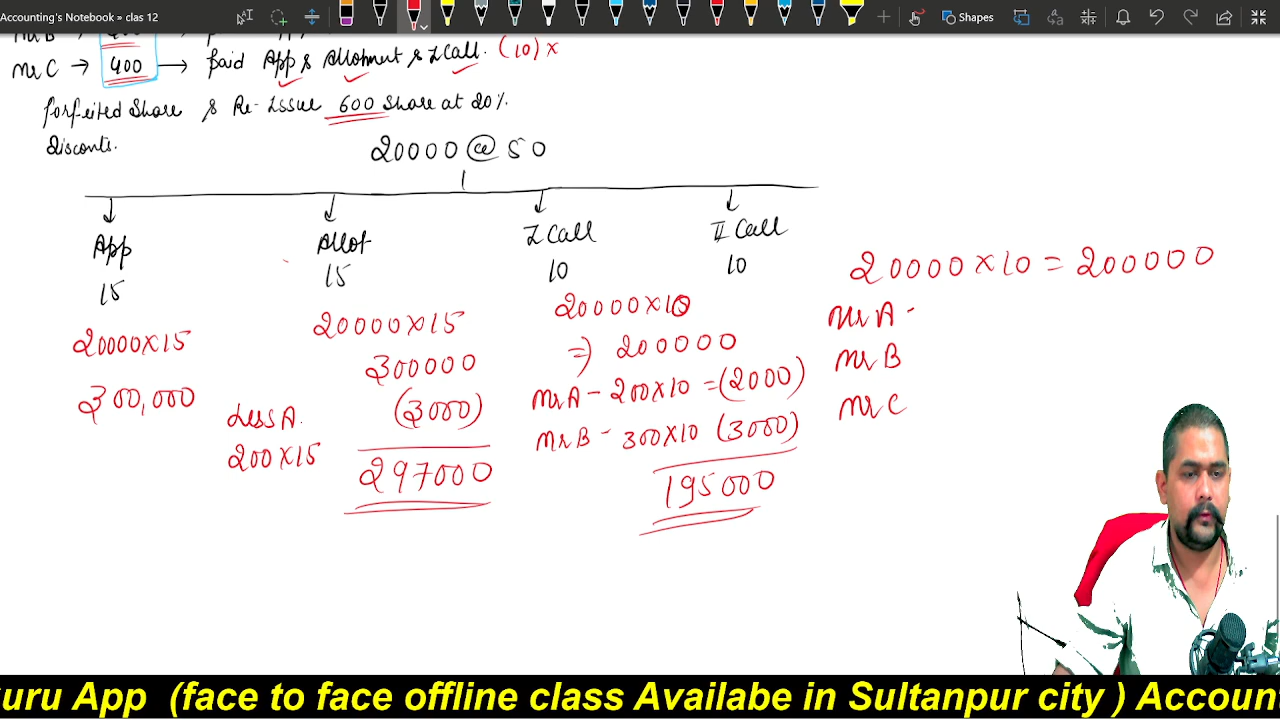 Accounting's Notebook » clas 12
Shapes
Mr C → 400 → paid App & Allotment & I Call. (10) x
forfeited Share & Re-Issue 600 Share at 20%
Disconts.
20000 @ 50
App
15
Allot
15
I Call
10
II Call
10
20000×15
300,000
20000×15
300000
Less A.
(3000)
200×15
297000
20000×10
⇒) 200000
Mr A - 200×10 = (2000)
Mr B - 300×10 (3000)
195000
20000×10 = 200000
Mr A -
Mr B
Mr C
uru App (face to face offline class Availabe in Sultanpur city ) Accoun